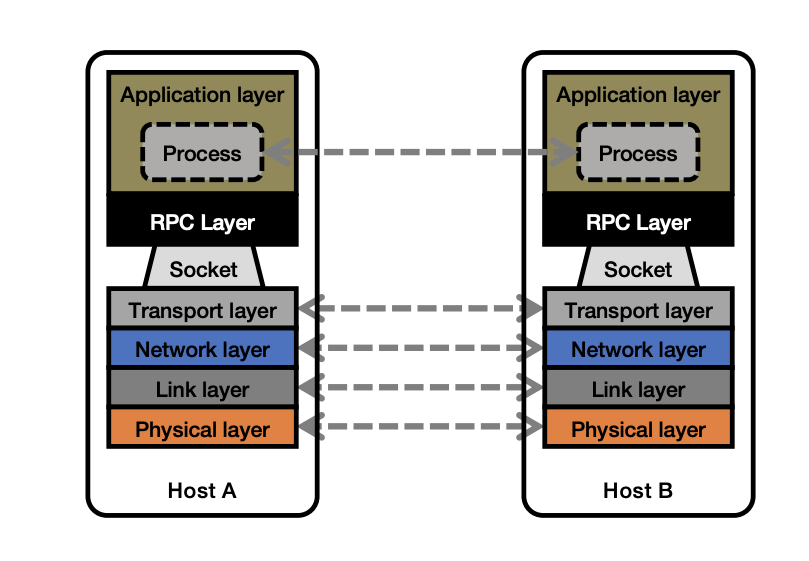 Application layer
Process
RPC Layer
Socket
Transport layer
Network layer
Link layer
Physical layer
Host A
Application layer
Process
RPC Layer
Socket
Transport layer
Network layer
Link layer
Physical layer
Host B